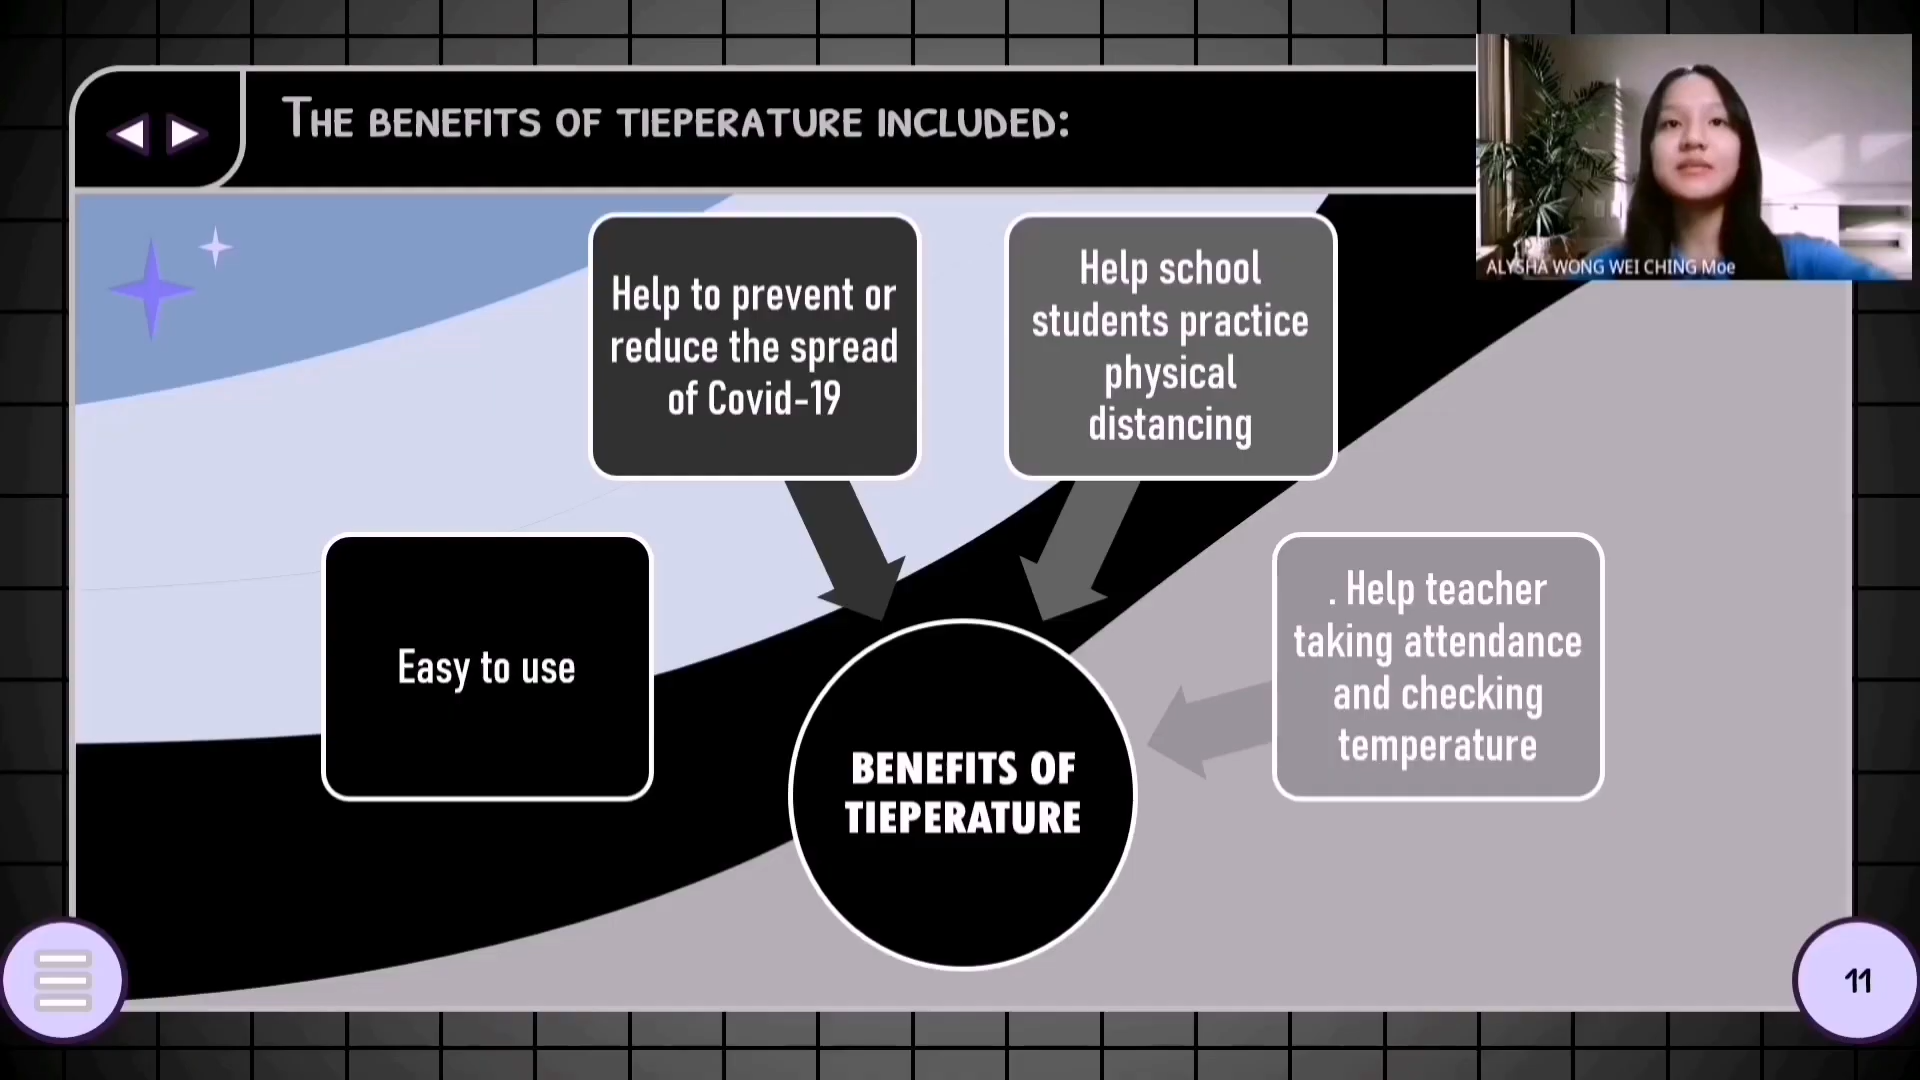 THE BENEFITS OF TIEPERATURE INCLUDED:
ALYSHA WONG WEI CHING Moe
Help to prevent or
reduce the spread
of Covid-19
Help school
students practice
physical
distancing
Easy to use
. Help teacher
taking attendance
and checking
temperature
BENEFITS OF
TIEPERATURE
11